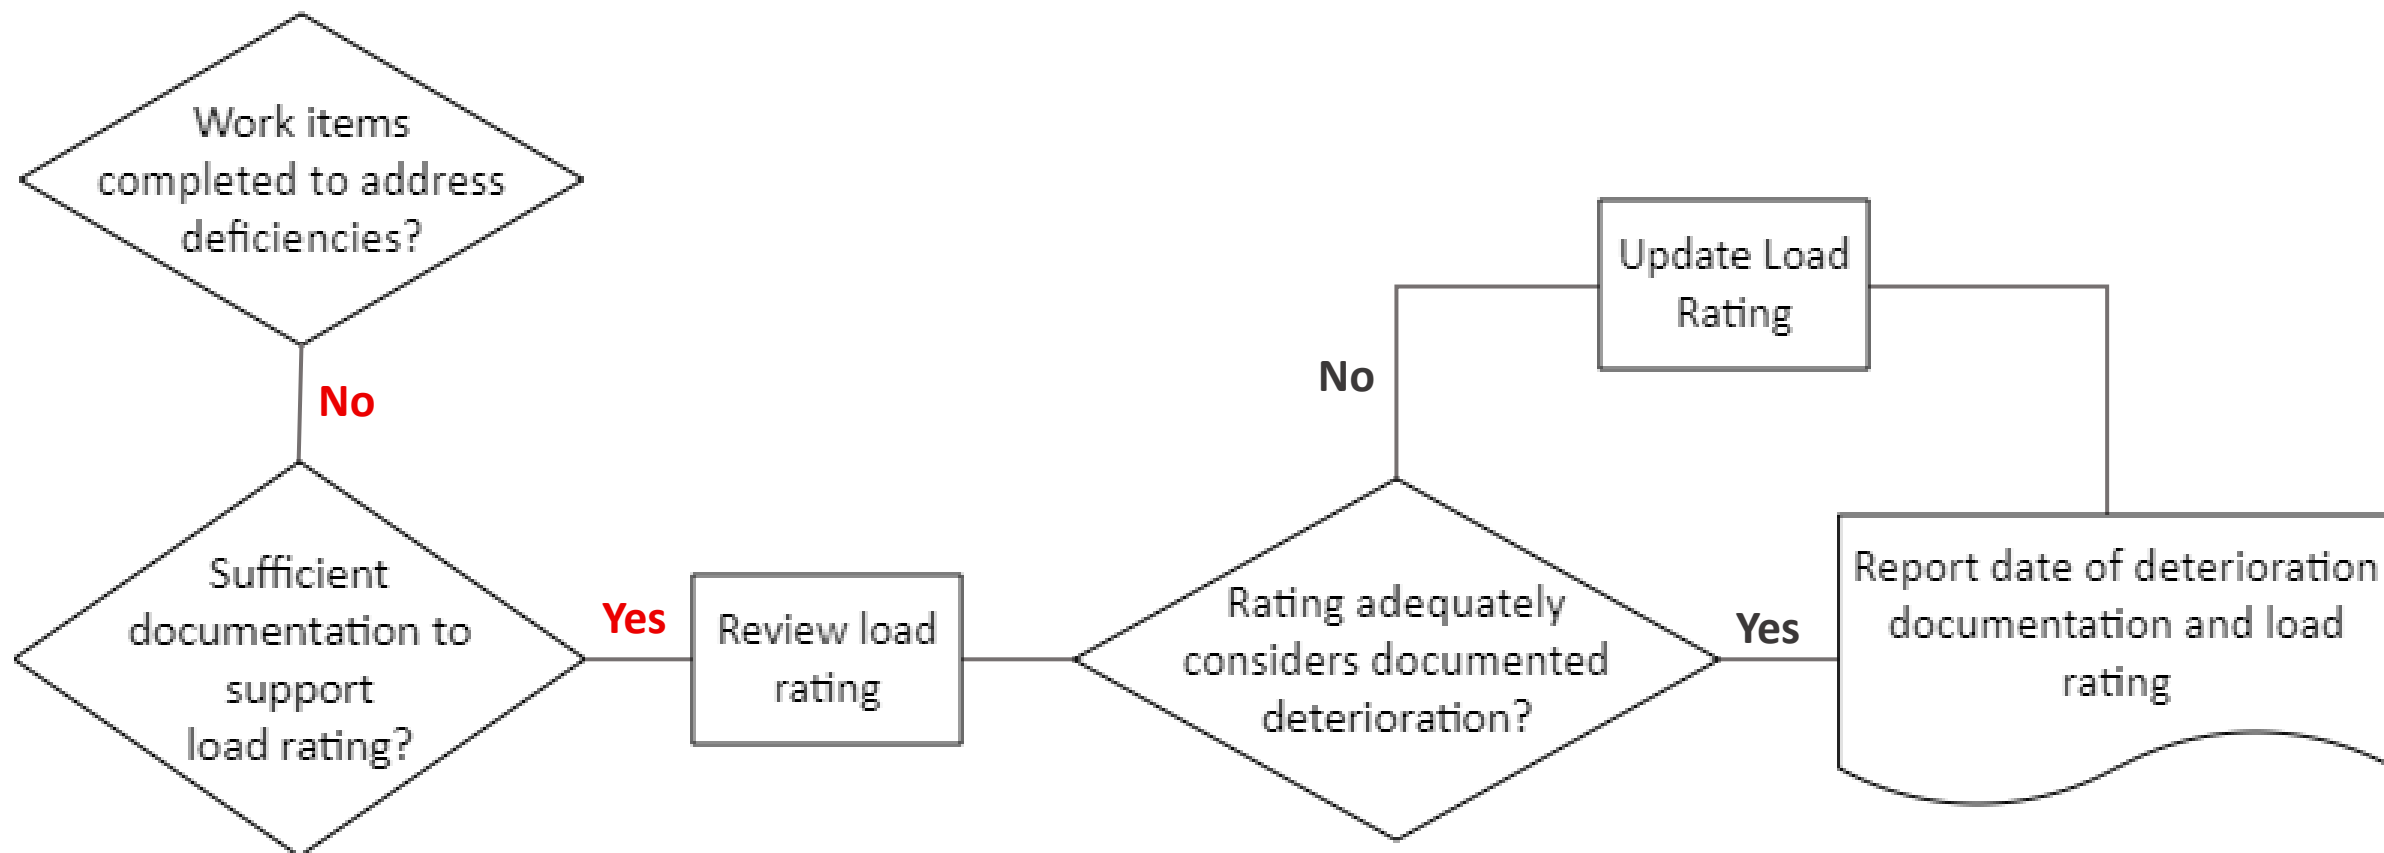 Work items
completed to address
deficiencies?
No
Sufficient
documentation to
support
load rating?
Yes
Review load
rating
Rating adequately
considers documented
deterioration?
No
Update Load
Rating
Yes
Report date of deterioration
documentation and load
rating